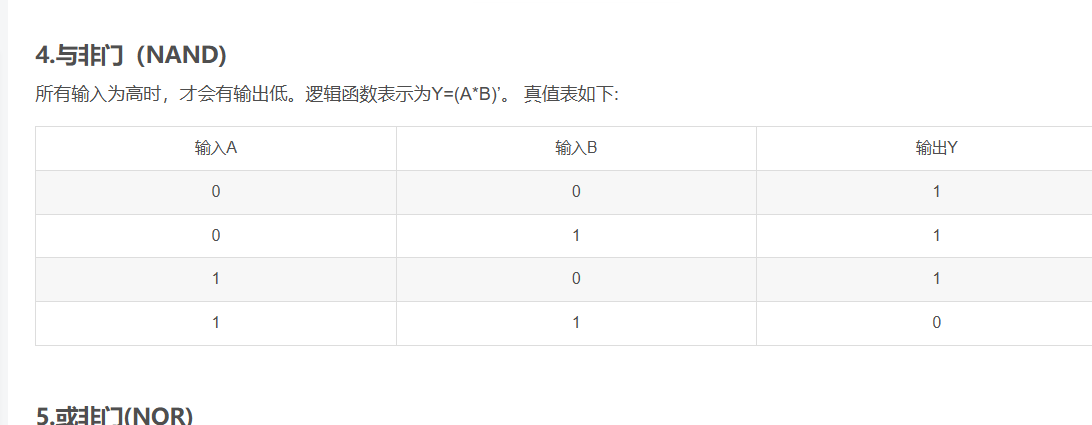 4.与非门（NAND)
所有输入为高时，才会有输出低。逻辑函数表示为Y=(A*B)’。 真值表如下:
输入A 输入B 输出Y
0 0 1
0 1 1
1 0 1
1 1 0
5.或非门(NOR)